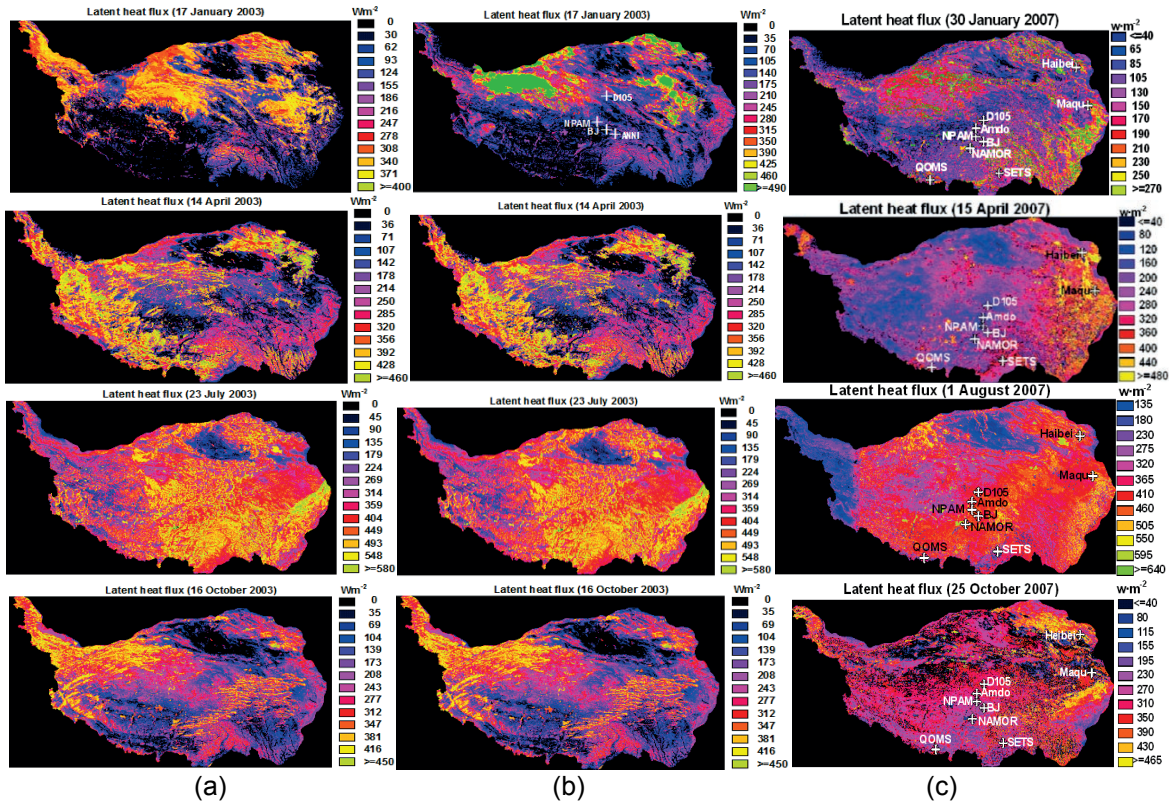 Latent heat flux (17 January 2003)
Wm-2
0
30
62
93
124
155
186
216
247
278
308
340
371
>=400
Latent heat flux (17 January 2003)
Wm-2
0
35
70
105
140
175
210
245
280
315
350
390
425
460
>=490
D105
NPAM
BJ
ANNI
Latent heat flux (30 January 2007)
w·m-2
<=40
65
85
105
130
150
170
190
210
230
250
>=270
Haibei
Maqu
D105
Amdo
NPAM
BJ
NAMOR
QOMS
SETS
Latent heat flux (14 April 2003)
Wm-2
0
36
71
107
142
178
214
250
285
320
356
392
428
>=460
Latent heat flux (14 April 2003)
Wm-2
0
36
71
107
142
178
214
250
285
320
356
392
428
>=460
Latent heat flux (15 April 2007)
w·m-2
<=40
80
120
160
200
240
280
320
360
400
440
>=480
Haibei
Maqu
D105
Amdo
NPAM
BJ
NAMOR
QOMS
SETS
Latent heat flux (23 July 2003)
Wm-2
0
45
90
135
179
224
269
314
359
404
449
493
548
>=580
Latent heat flux (23 July 2003)
Wm-2
0
45
90
135
179
224
269
314
359
404
449
493
548
>=580
Latent heat flux (1 August 2007)
w·m-2
135
180
230
275
320
365
410
460
505
550
595
>=640
Haibei
Maqu
D105
Amdo
NPAM
BJ
NAMOR
QOMS
SETS
Latent heat flux (16 October 2003)
Wm-2
0
35
69
104
139
173
208
243
277
312
347
381
416
>=450
Latent heat flux (16 October 2003)
Wm-2
0
35
69
104
139
173
208
243
277
312
347
381
416
>=450
Latent heat flux (25 October 2007)
w·m-2
<=40
80
115
155
195
230
270
310
350
390
430
>=465
Heibei
Maqu
D105
Amdo
NPAM
BJ
NAMOR
QOMS
SETS
(a)
(b)
(c)